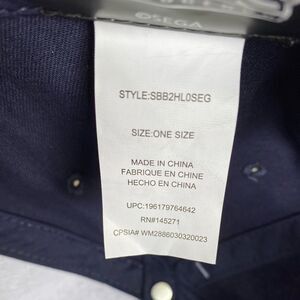 ©SEGA
STYLE:SBB2HL0SEG
SIZE:ONE SIZE
MADE IN CHINA
FABRIQUE EN CHINE
HECHO EN CHINA
UPC:196179764642
RN#145271
CPSIA# WM2886030320023